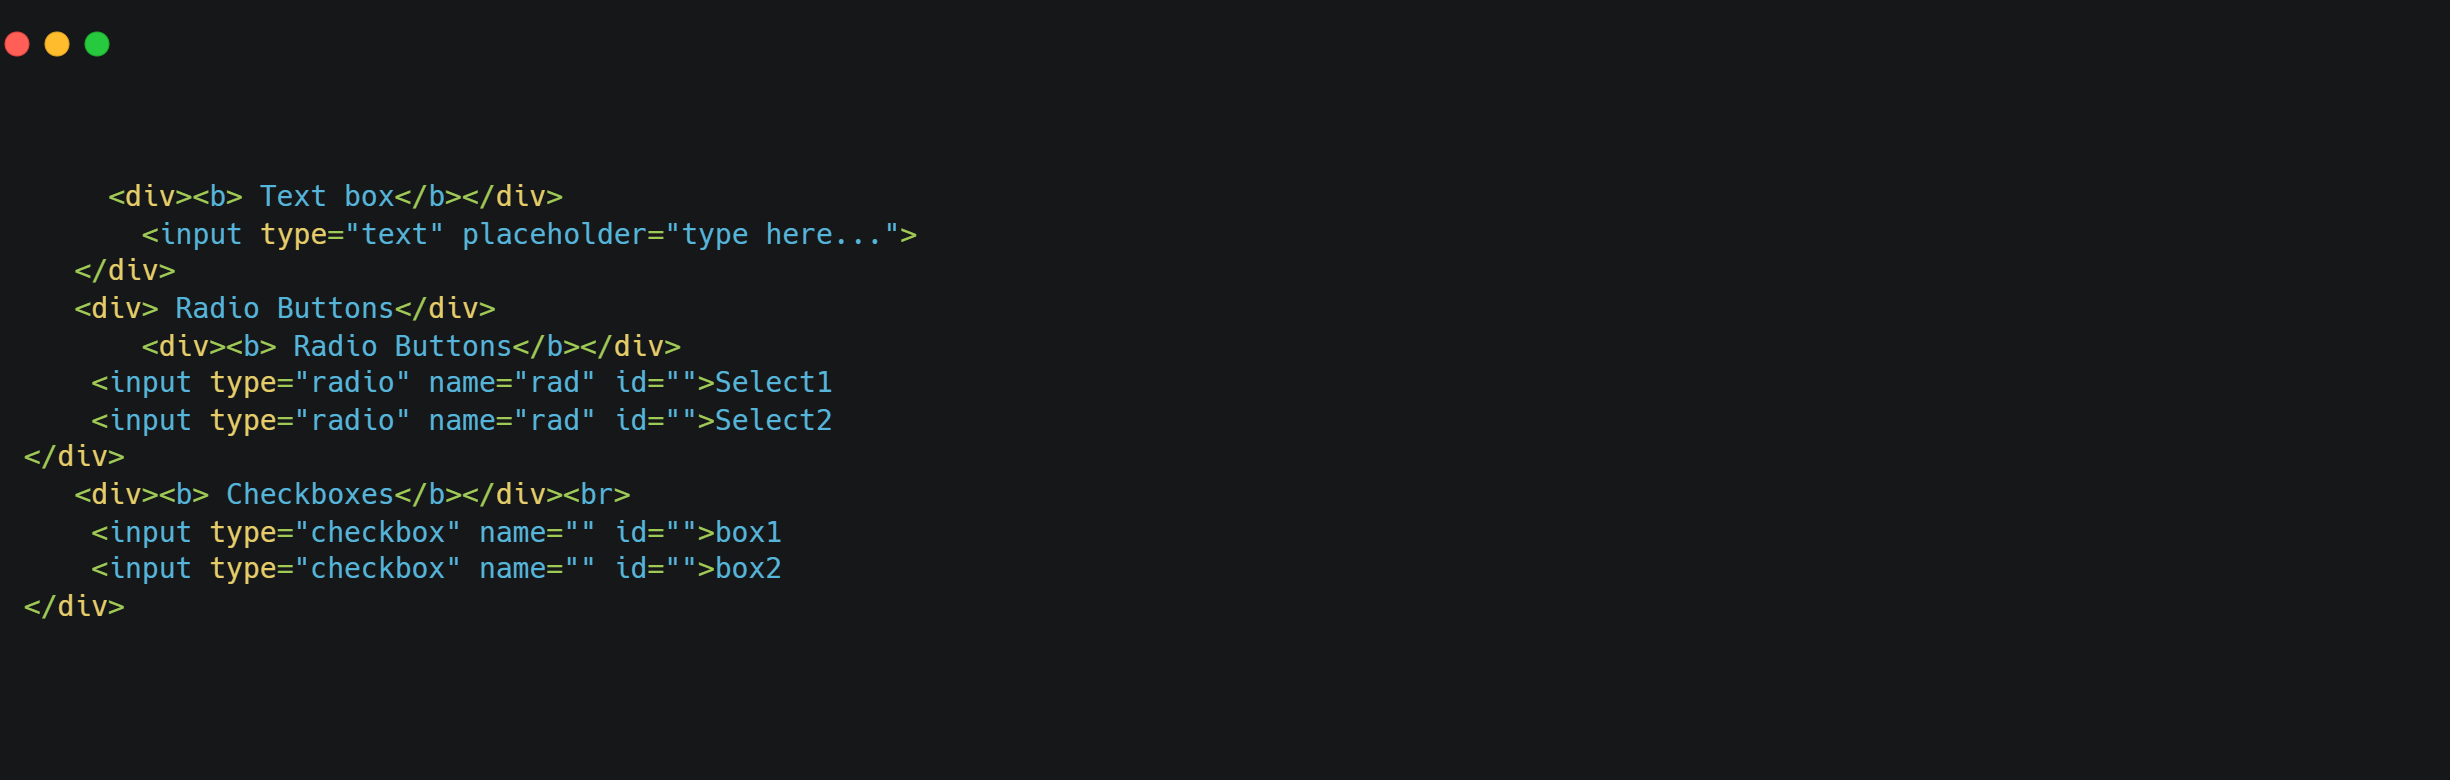 <div><b> Text box</b></div>
<input type="text" placeholder="type here...">
</div>
<div> Radio Buttons</div>
<div><b> Radio Buttons</b></div>
<input type="radio" name="rad" id="">Select1
<input type="radio" name="rad" id="">Select2
</div>
<div><b> Checkboxes</b></div><br>
<input type="checkbox" name="" id="">box1
<input type="checkbox" name="" id="">box2
</div>